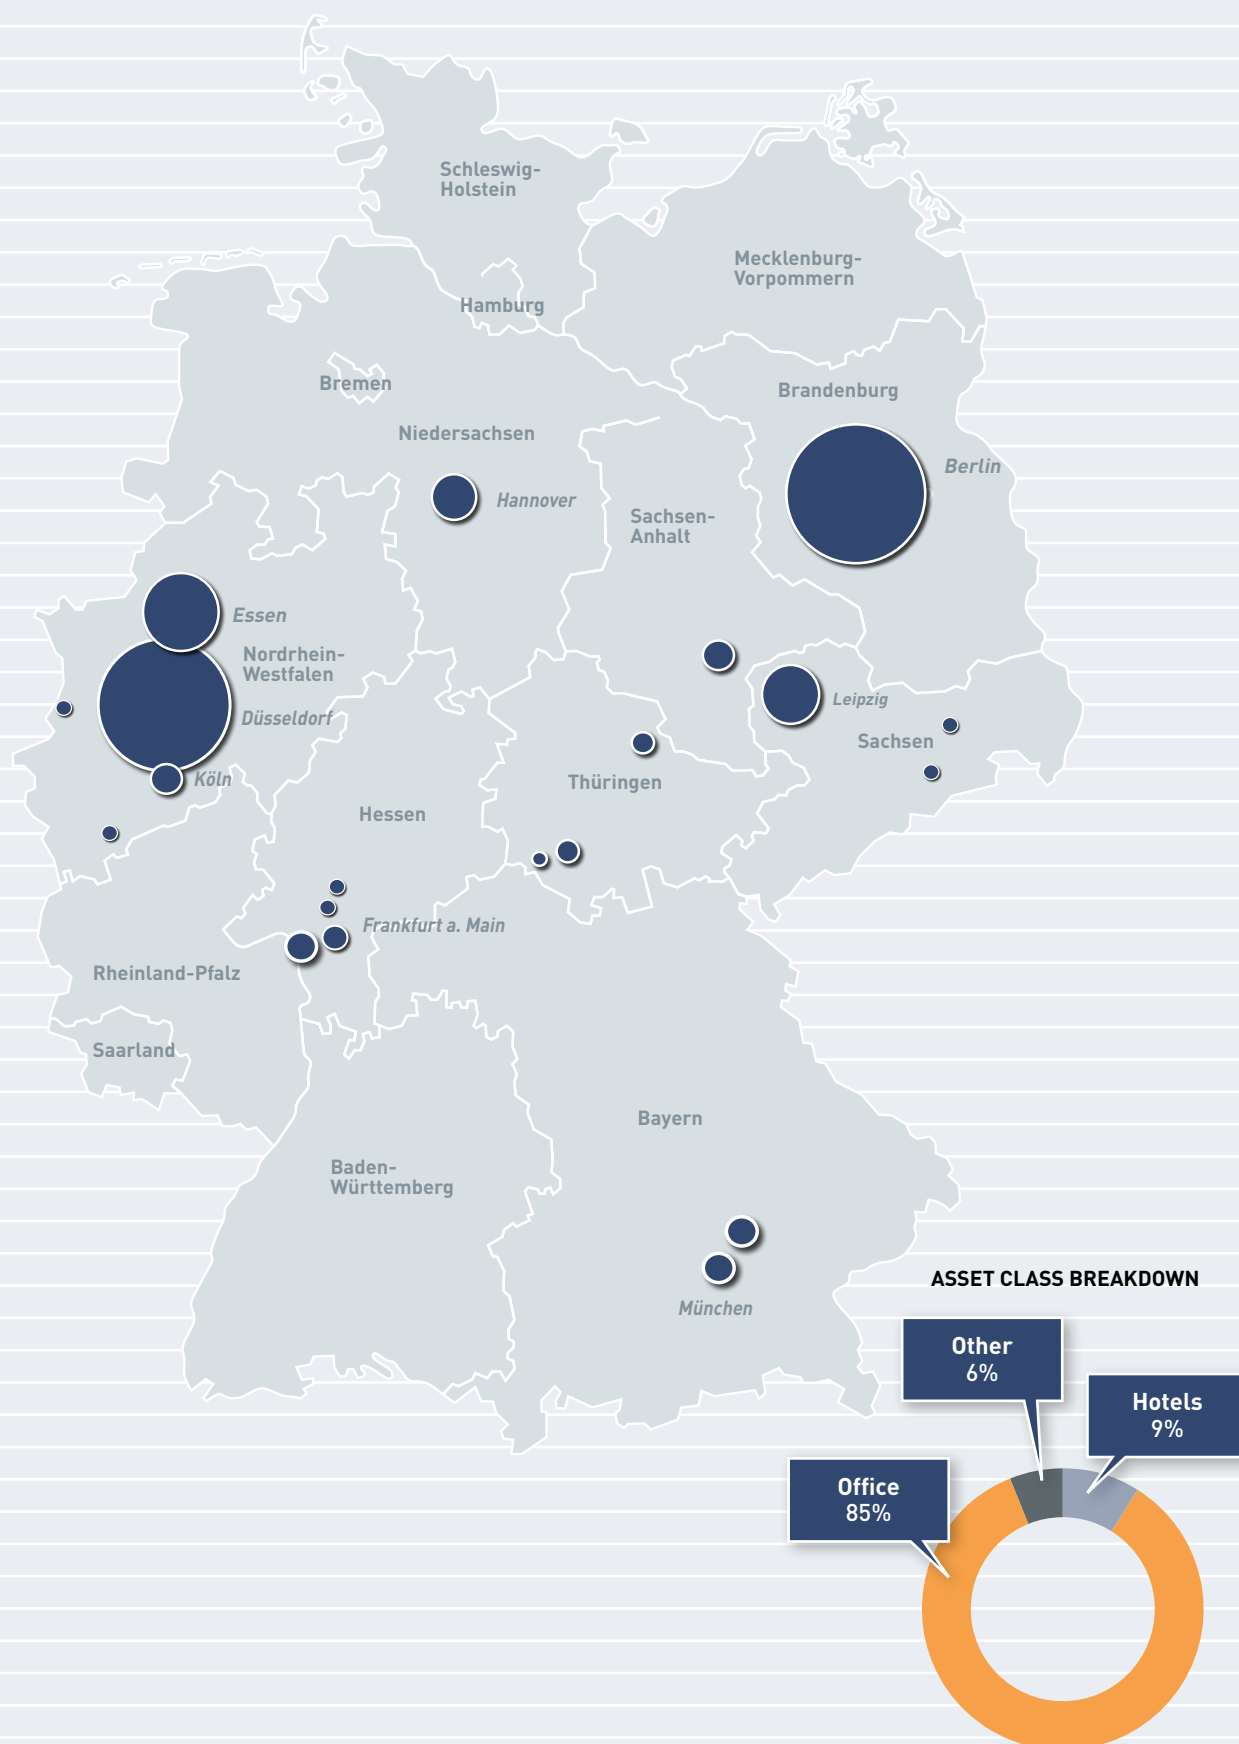 Schleswig-
Holstein
Mecklenburg-
Vorpommern
Hamburg
Bremen
Brandenburg
Niedersachsen
Berlin
Hannover
Sachsen-
Anhalt
Essen
Nordrhein-
Westfalen
Düsseldorf
Leipzig
Sachsen
Köln
Thüringen
Hessen
Frankfurt a. Main
Rheinland-Pfalz
Saarland
Bayern
Baden-
Württemberg
München
ASSET CLASS BREAKDOWN
Other
6%
Hotels
9%
Office
85%